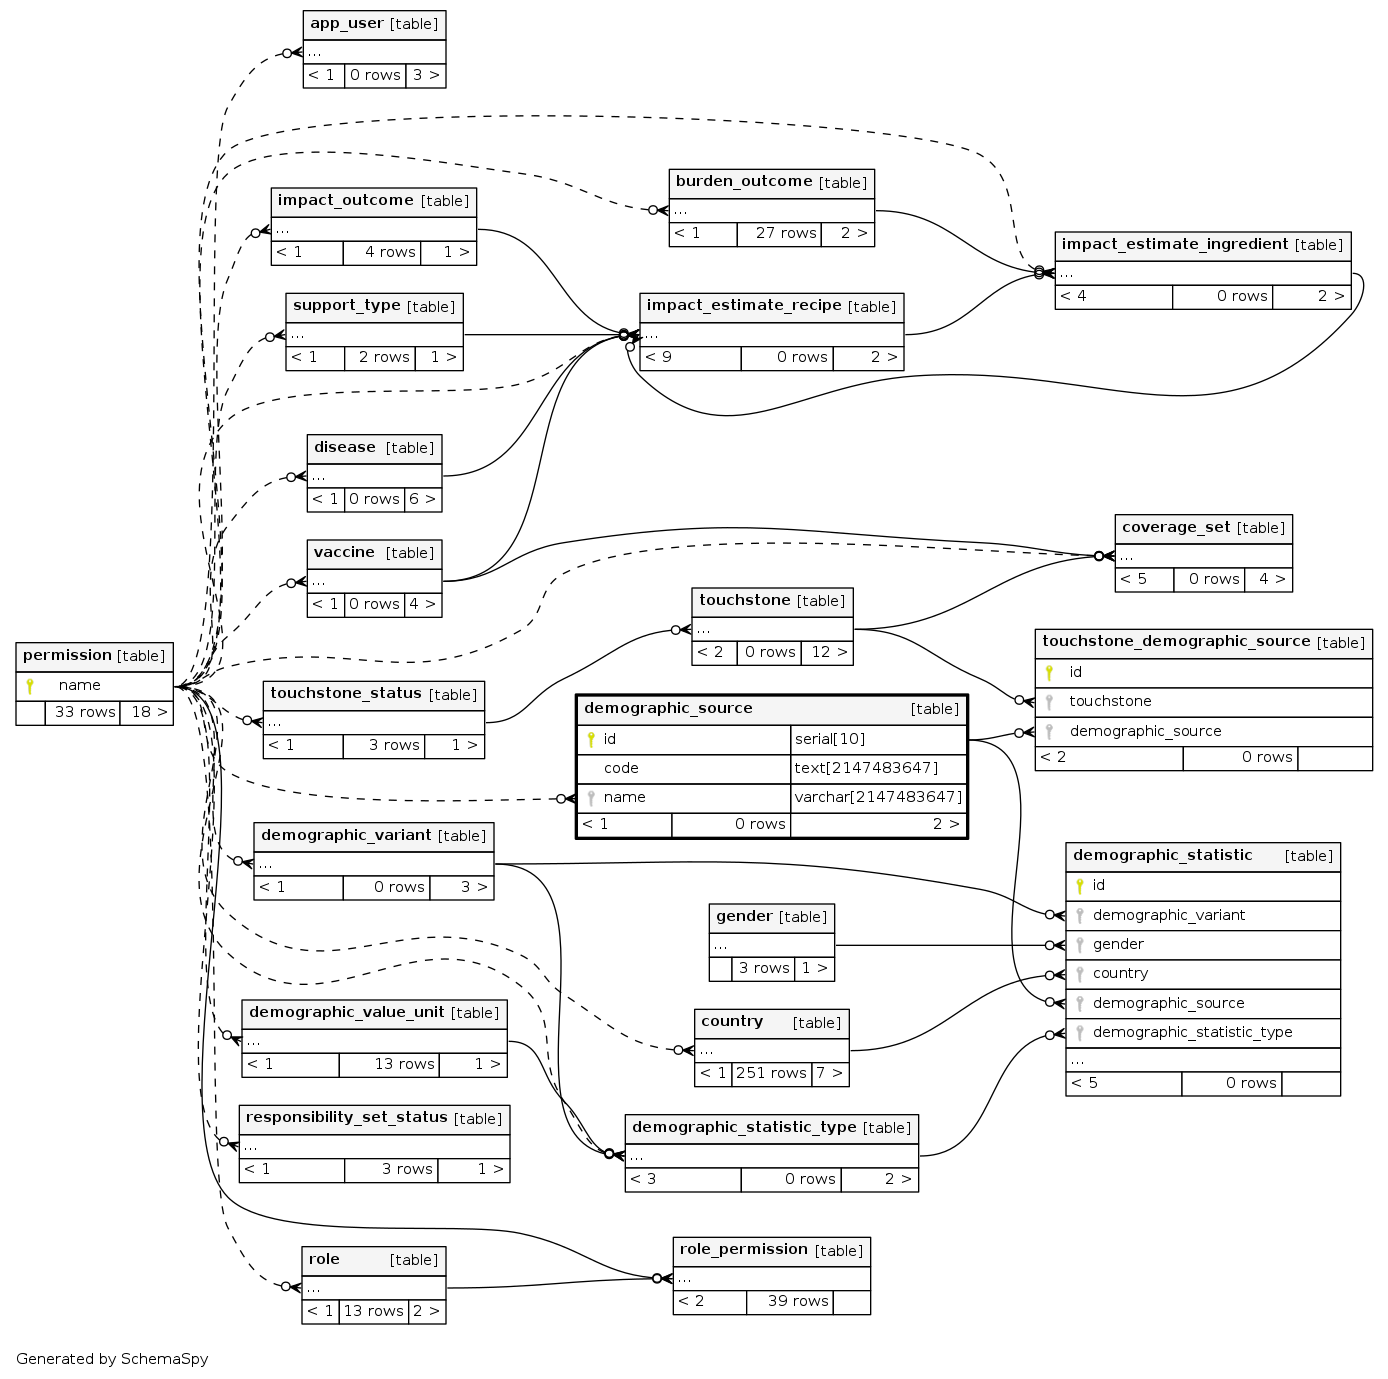 app_user [table]
...
< 1 0 rows 3 >
burden_outcome [table]
...
< 1 27 rows 2 >
impact_outcome [table]
...
< 1 4 rows 1 >
impact_estimate_ingredient [table]
...
< 4 0 rows 2 >
support_type [table]
...
< 1 2 rows 1 >
impact_estimate_recipe [table]
...
< 9 0 rows 2 >
disease [table]
...
< 1 0 rows 6 >
vaccine [table]
...
< 1 0 rows 4 >
coverage_set [table]
...
< 5 0 rows 4 >
touchstone [table]
...
< 2 0 rows 12 >
permission [table]
name
33 rows 18 >
touchstone_demographic_source [table]
id
touchstone
demographic_source
< 2 0 rows
touchstone_status [table]
...
< 1 3 rows 1 >
demographic_source [table]
id serial[10]
code text[2147483647]
name varchar[2147483647]
< 1 0 rows 2 >
demographic_variant [table]
...
< 1 0 rows 3 >
demographic_statistic [table]
id
demographic_variant
gender
country
demographic_source
demographic_statistic_type
...
< 5 0 rows
gender [table]
...
3 rows 1 >
demographic_value_unit [table]
...
< 1 13 rows 1 >
country [table]
...
< 1 251 rows 7 >
responsibility_set_status [table]
...
< 1 3 rows 1 >
demographic_statistic_type [table]
...
< 3 0 rows 2 >
role [table]
...
< 1 13 rows 2 >
role_permission [table]
...
< 2 39 rows
Generated by SchemaSpy